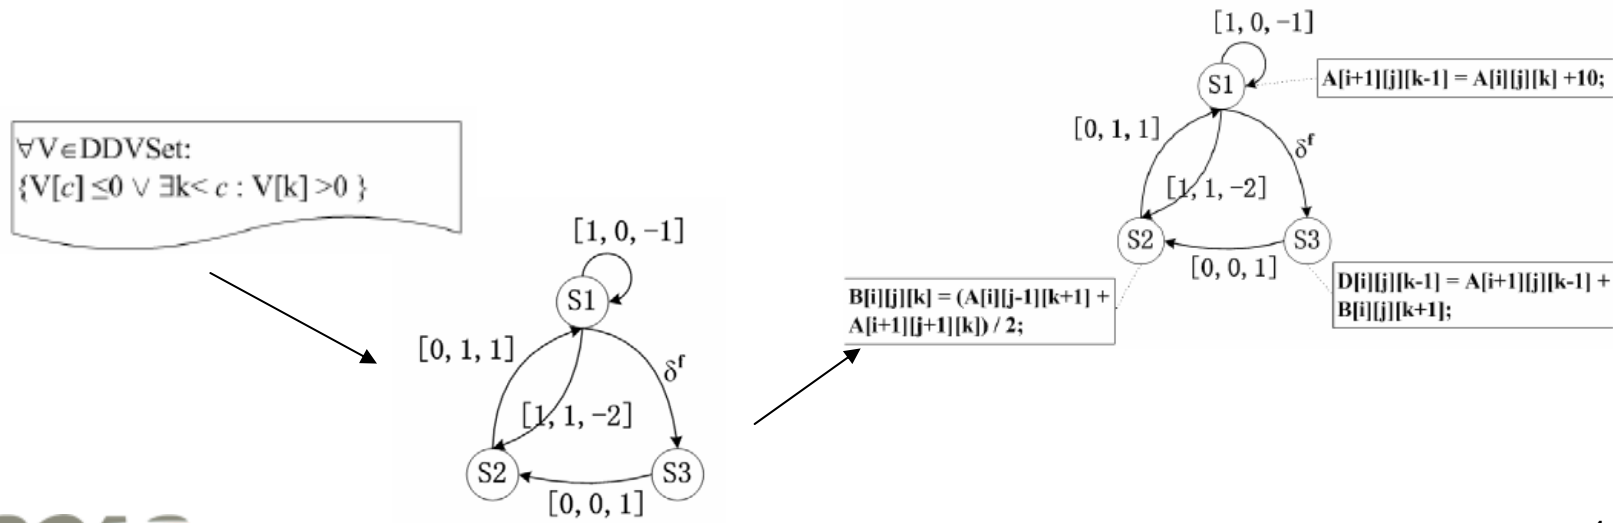 ∀V∈DDVSet:
{V[c] ≤0 ∨ ∃k< c : V[k] >0 }
[1, 0, -1]
S1
[0, 1, 1]
δᶠ
[1, 1, -2]
S2
S3
[0, 0, 1]
[1, 0, -1]
S1
A[i+1][j][k-1] = A[i][j][k] +10;
[0, 1, 1]
δᶠ
[1, 1, -2]
S2
S3
[0, 0, 1]
B[i][j][k] = (A[i][j-1][k+1] +
A[i+1][j+1][k]) / 2;
D[i][j][k-1] = A[i+1][j][k-1] +
B[i][j][k+1];